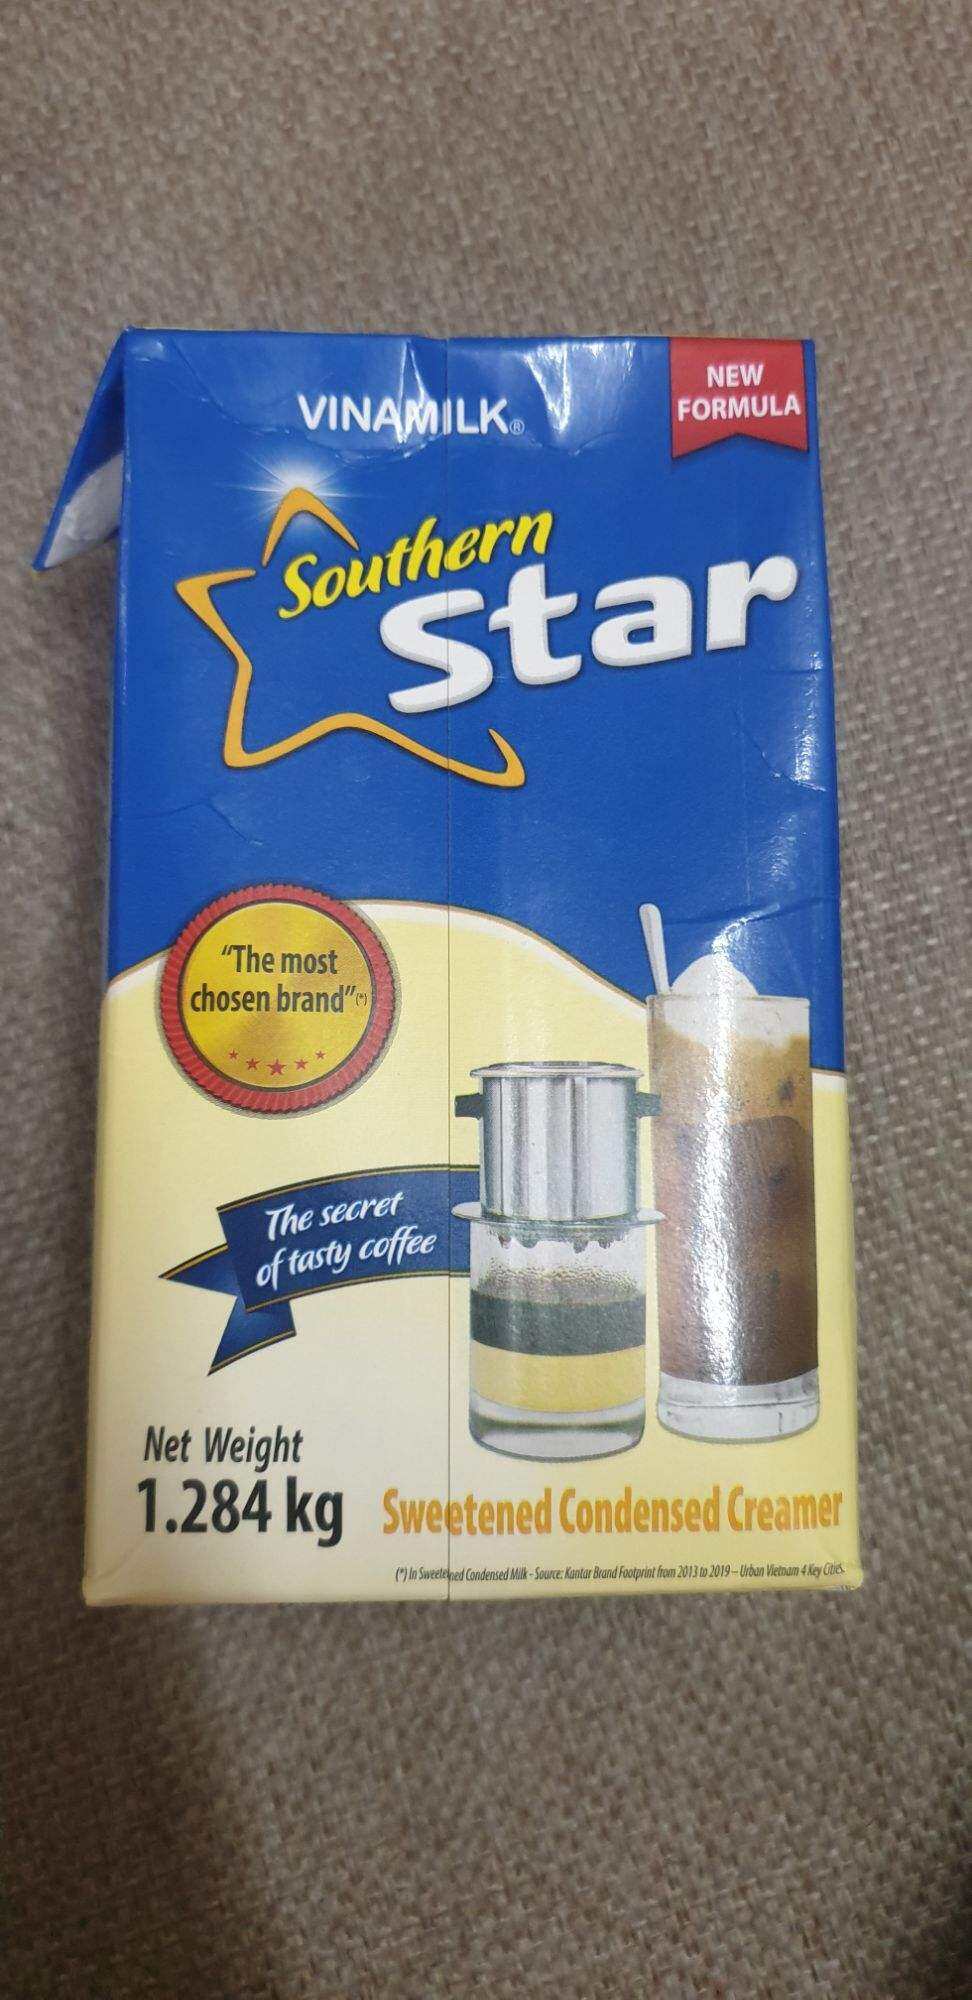 VINAMILK®
NEW
FORMULA
Southern
Star
"The most
chosen brand"(*)
The secret
of tasty coffee
Net Weight
1.284 kg
Sweetened Condensed Creamer
(*) In Sweetened Condensed Milk - Source: Kantar Brand Footprint from 2013 to 2019 – Urban Vietnam 4 Key Cities.